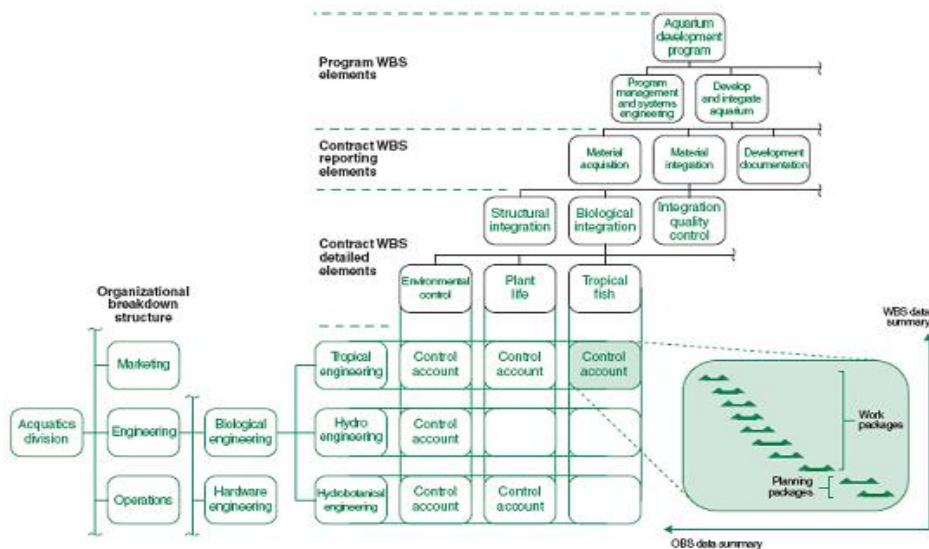 Aquarium
development
program
Program WBS
elements
Program
management
and systems
engineering
Develop
and integrate
aquarium
Contract WBS
reporting
elements
Material
acquisition
Material
integration
Development
documentation
Structural
integration
Biological
integration
Integration
quality
control
Contract WBS
detailed
elements
Environmental
control
Plant
life
Tropical
fish
Organizational
breakdown
structure
WBS data
summary
Marketing
Tropical
engineering
Control
account
Control
account
Control
account
Acquatics
division
Engineering
Biological
engineering
Hydro
engineering
Control
account
Work
packages
Planning
packages
Operations
Hardware
engineering
Hydrobotanical
engineering
Control
account
Control
account
OBS data summary